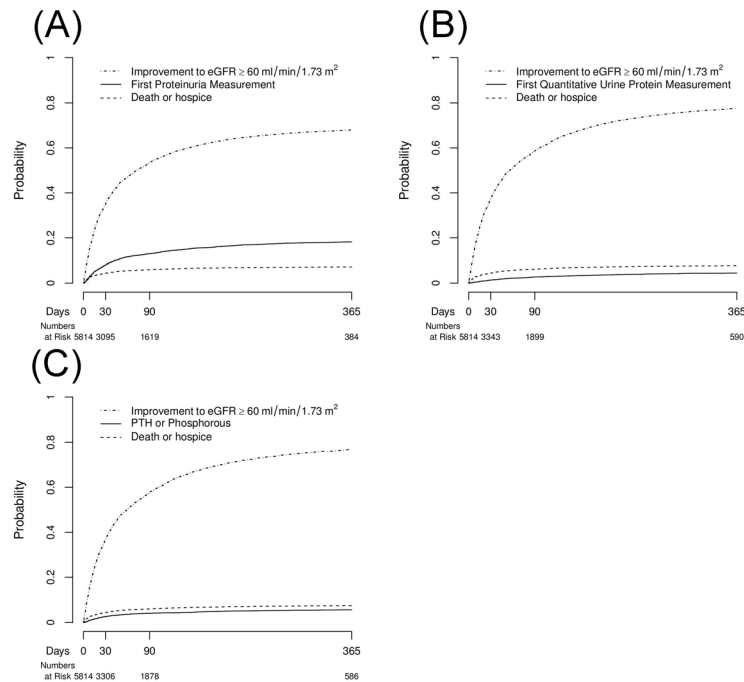 (A)
Improvement to eGFR ≥ 60 ml/min/1.73 m²
First Proteinuria Measurement
Death or hospice
Probability
1
0.8
0.6
0.4
0.2
0
Days 0 30 90 365
Numbers
at Risk 5814 3095 1619 384
(B)
Improvement to eGFR ≥ 60 ml/min/1.73 m²
First Quantitative Urine Protein Measurement
Death or hospice
Probability
1
0.8
0.6
0.4
0.2
0
Days 0 30 90 365
Numbers
at Risk 5814 3343 1899 590
(C)
Improvement to eGFR ≥ 60 ml/min/1.73 m²
PTH or Phosphorous
Death or hospice
Probability
1
0.8
0.6
0.4
0.2
0
Days 0 30 90 365
Numbers
at Risk 5814 3306 1878 586